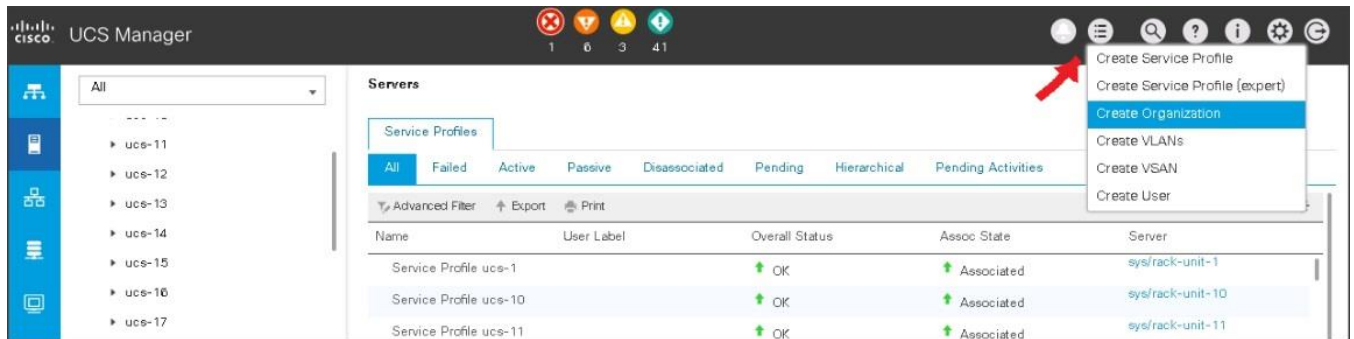 cisco UCS Manager
1 6 3 41
Create Service Profile
Create Service Profile (expert)
Create Organization
Create VLANs
Create VSAN
Create User
All
ucs-11
ucs-12
ucs-13
ucs-14
ucs-15
ucs-16
ucs-17
Servers
Service Profiles
All Failed Active Passive Disassociated Pending Hierarchical Pending Activities
Advanced Filter Export Print
Name User Label Overall Status Assoc State Server
Service Profile ucs-1 OK Associated sys/rack-unit-1
Service Profile ucs-10 OK Associated sys/rack-unit-10
Service Profile ucs-11 OK Associated sys/rack-unit-11